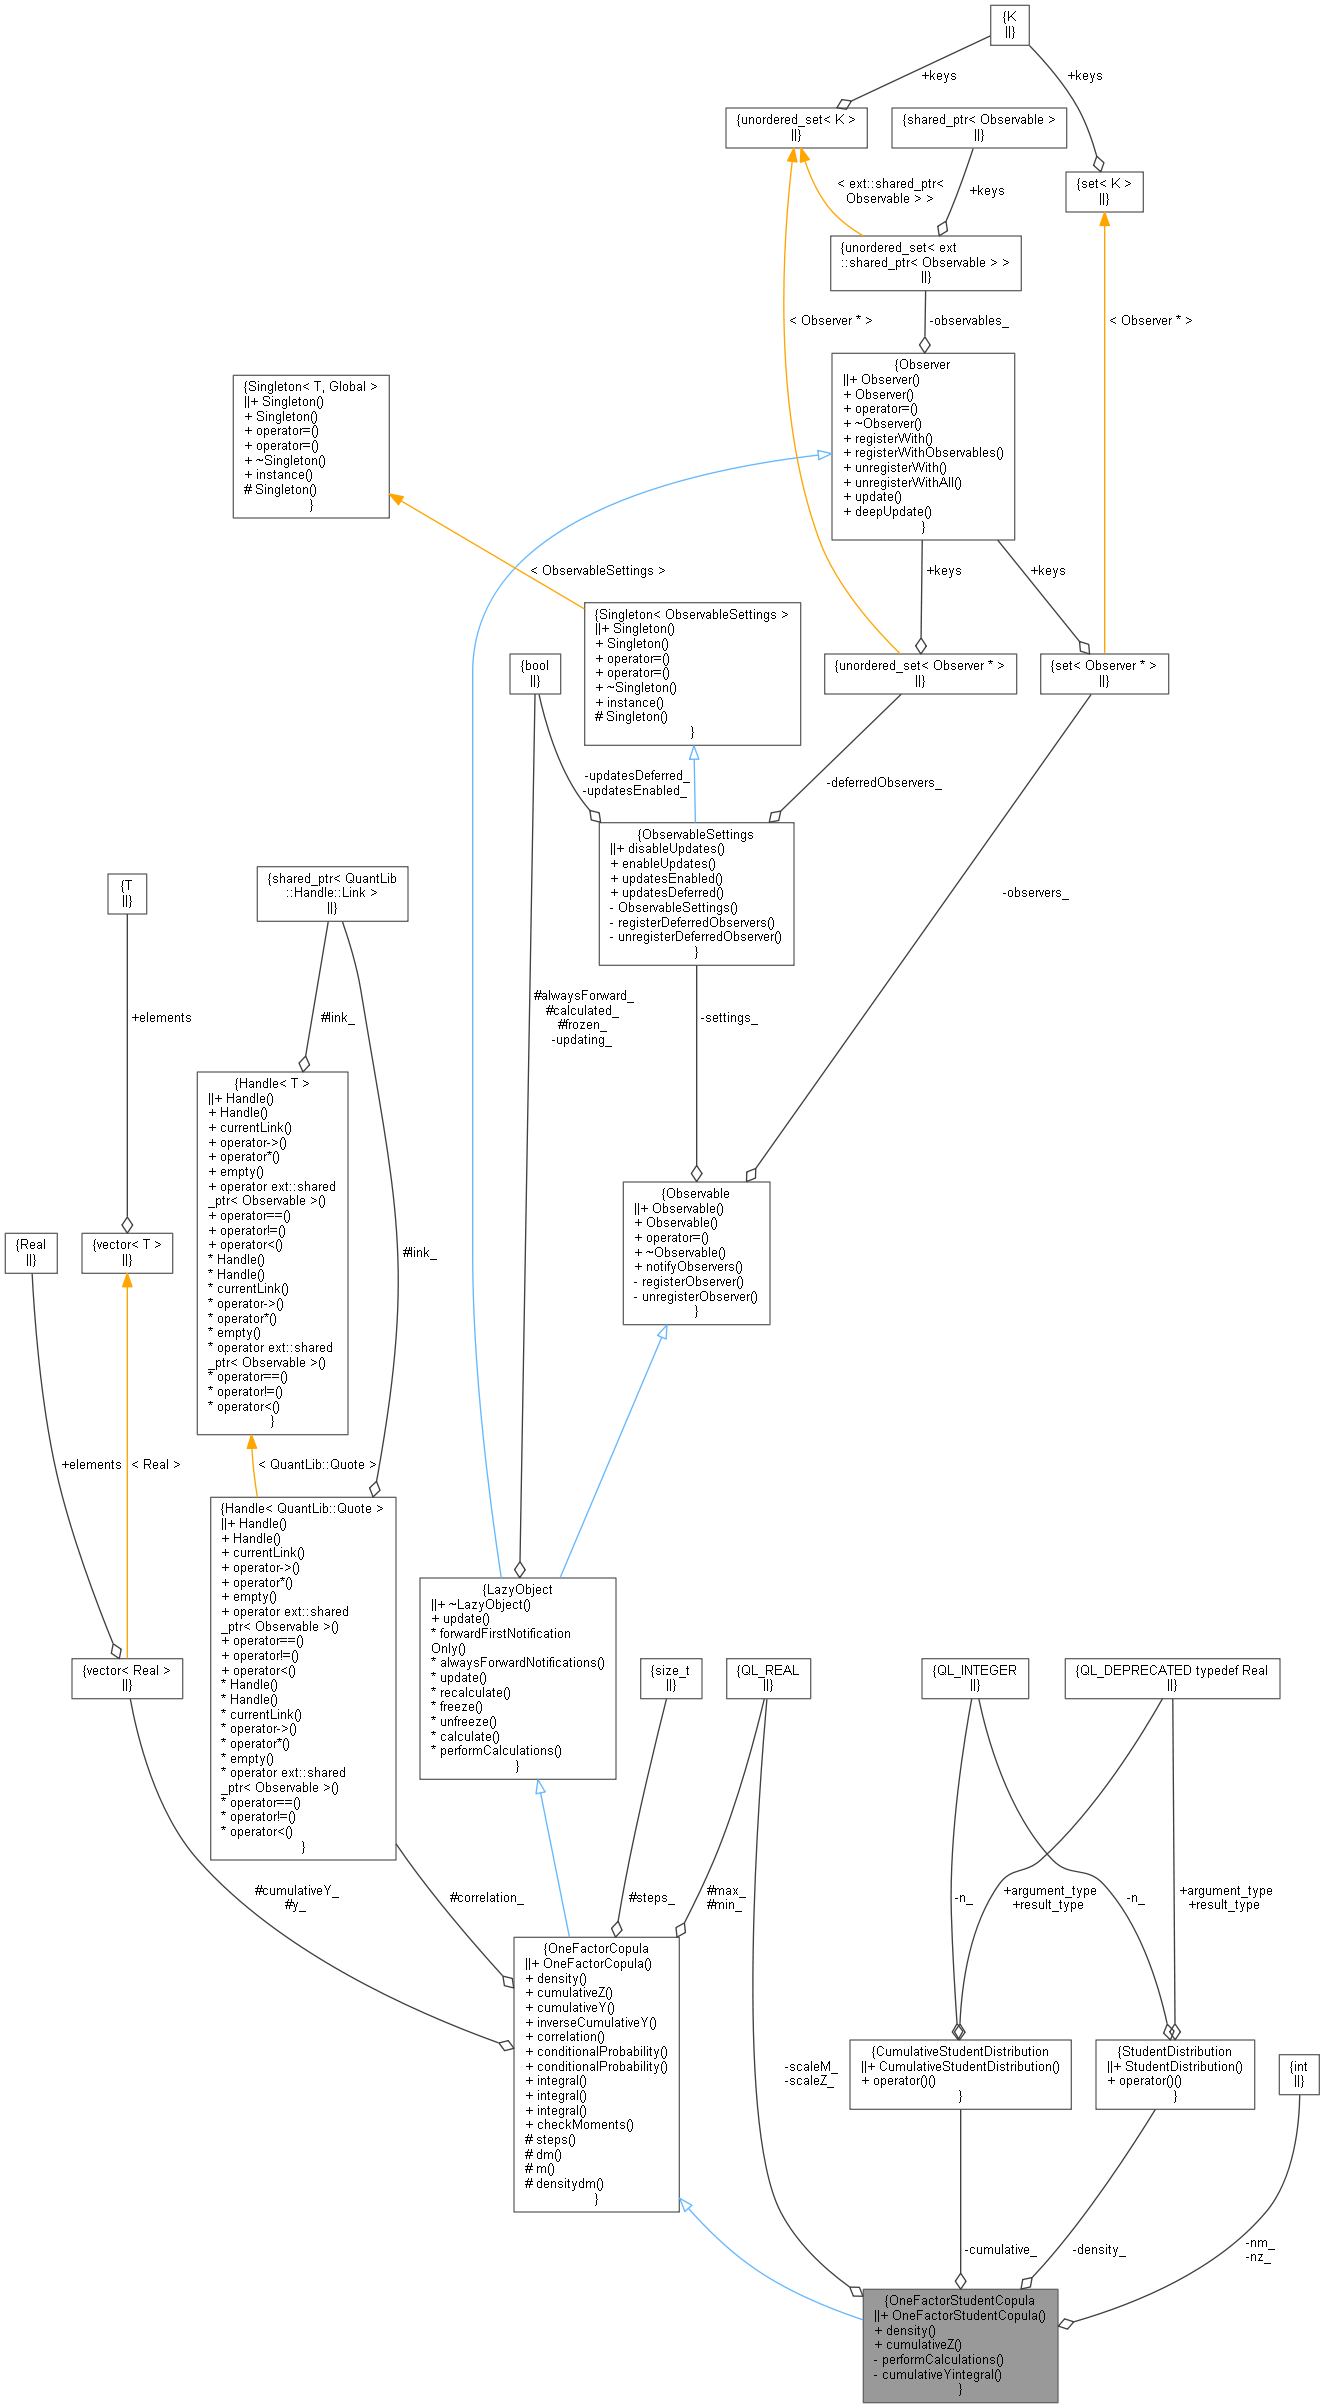 {K
||}
+keys
+keys
{unordered_set< K >
||}
{shared_ptr< Observable >
||}
{set< K >
||}
< ext::shared_ptr<
Observable > >
+keys
{unordered_set< ext
::shared_ptr< Observable > >
||}
< Observer * >
-observables_
< Observer * >
{Observer
||+ Observer()
+ Observer()
+ operator=()
+ ~Observer()
+ registerWith()
+ registerWithObservables()
+ unregisterWith()
+ unregisterWithAll()
+ update()
+ deepUpdate()
}
{Singleton< T, Global >
||+ Singleton()
+ Singleton()
+ operator=()
+ operator=()
+ ~Singleton()
+ instance()
# Singleton()
}
< ObservableSettings >
+keys
+keys
{Singleton< ObservableSettings >
||+ Singleton()
+ Singleton()
+ operator=()
+ operator=()
+ ~Singleton()
+ instance()
# Singleton()
}
{bool
||}
{unordered_set< Observer * >
||}
{set< Observer * >
||}
-updatesDeferred_
-updatesEnabled_
-deferredObservers_
{ObservableSettings
||+ disableUpdates()
+ enableUpdates()
+ updatesEnabled()
+ updatesDeferred()
- ObservableSettings()
- registerDeferredObservers()
- unregisterDeferredObserver()
}
-observers_
{T
||}
{shared_ptr< QuantLib
::Handle::Link >
||}
+elements
#link_
#alwaysForward_
#calculated_
#frozen_
-updating_
-settings_
{Handle< T >
||+ Handle()
+ Handle()
+ currentLink()
+ operator->()
+ operator*()
+ empty()
+ operator ext::shared
_ptr< Observable >()
+ operator==()
+ operator!=()
+ operator<()
* Handle()
* Handle()
* currentLink()
* operator->()
* operator*()
* empty()
* operator ext::shared
_ptr< Observable >()
* operator==()
* operator!=()
* operator<()
}
{Observable
||+ Observable()
+ Observable()
+ operator=()
+ ~Observable()
+ notifyObservers()
- registerObserver()
- unregisterObserver()
}
{Real
||}
{vector< T >
||}
#link_
+elements
< Real >
< QuantLib::Quote >
{Handle< QuantLib::Quote >
||+ Handle()
+ Handle()
+ currentLink()
+ operator->()
+ operator*()
+ empty()
+ operator ext::shared
_ptr< Observable >()
+ operator==()
+ operator!=()
+ operator<()
* Handle()
* Handle()
* currentLink()
* operator->()
* operator*()
* empty()
* operator ext::shared
_ptr< Observable >()
* operator==()
* operator!=()
* operator<()
}
{LazyObject
||+ ~LazyObject()
+ update()
* forwardFirstNotification
Only()
* alwaysForwardNotifications()
* update()
* recalculate()
* freeze()
* unfreeze()
* calculate()
* performCalculations()
}
{vector< Real >
||}
{size_t
||}
{QL_REAL
||}
{QL_INTEGER
||}
{QL_DEPRECATED typedef Real
||}
#cumulativeY_
#y_
#correlation_
#steps_
#max_
#min_
-n_
+argument_type
+result_type
-n_
+argument_type
+result_type
{OneFactorCopula
||+ OneFactorCopula()
+ density()
+ cumulativeZ()
+ cumulativeY()
+ inverseCumulativeY()
+ correlation()
+ conditionalProbability()
+ conditionalProbability()
+ integral()
+ integral()
+ integral()
+ checkMoments()
# steps()
# dm()
# m()
# densitydm()
}
-scaleM_
-scaleZ_
{CumulativeStudentDistribution
||+ CumulativeStudentDistribution()
+ operator()()
}
{StudentDistribution
||+ StudentDistribution()
+ operator()()
}
{int
||}
-cumulative_
-density_
-nm_
-nz_
{OneFactorStudentCopula
||+ OneFactorStudentCopula()
+ density()
+ cumulativeZ()
- performCalculations()
- cumulativeYintegral()
}